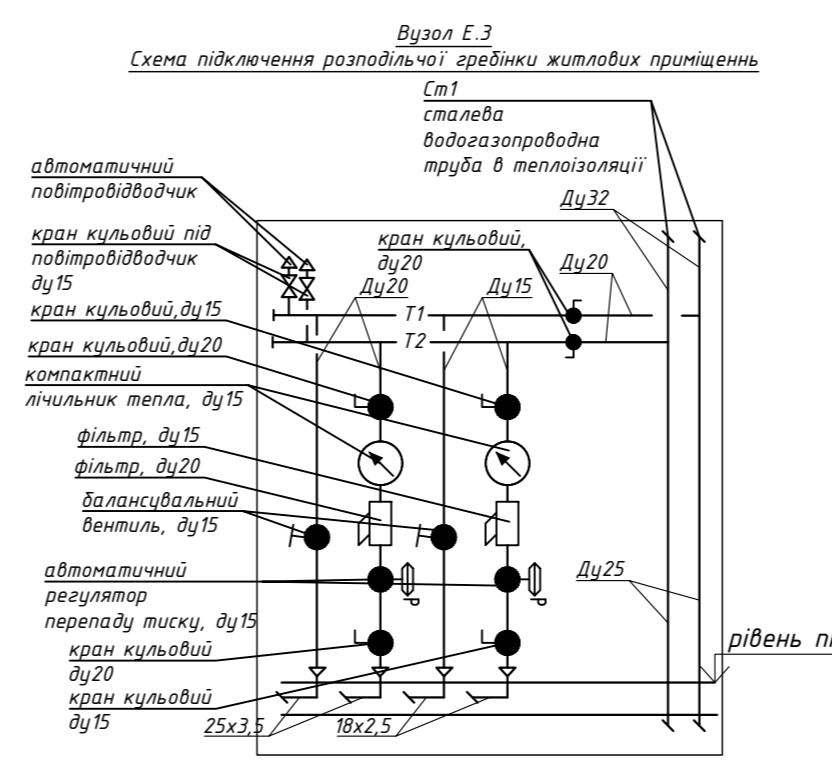 Вузол Е.3
Схема підключення розподільчої гребінки житлових приміщеннь
Ст1
сталева
водогазопроводна
труба в теплоізоляції
автоматичний
повітровідводчик
Ду32
кран кульовий під
повітровідводчик
ду15
кран кульовий,
ду20
Ду20
Ду20
Ду15
кран кульовий,ду15
Т1
Т2
кран кульовий,ду20
компактний
лічильник тепла, ду15
фільтр, ду15
фільтр, ду20
балансувальний
вентиль, ду15
автоматичний
регулятор
перепаду тиску, ду15
Ду25
P
P
кран кульовий
ду20
рівень
кран кульовий
ду15
25х3,5
18х2,5